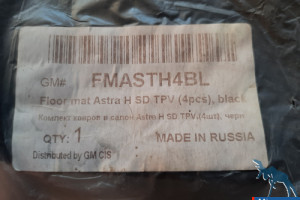 GM# FMASTH4BL
Floor mat Astra H SD TPV (4pcs), black
Комплект ковров в салон Astra H SD TPV (4шт), черн
QTY: 1 MADE IN RUSSIA
Distributed by GM CIS